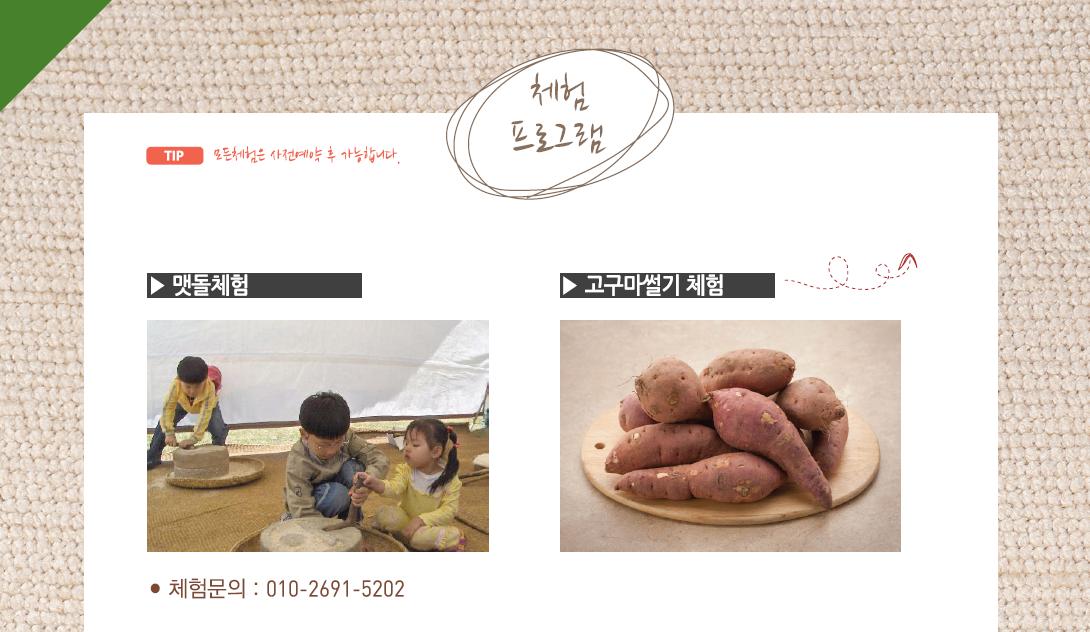 체험
프로그램
TIP 모든체험은 사전예약 후 가능합니다.
▶ 맷돌체험
▶ 고구마썰기 체험
• 체험문의 : 010-2691-5202